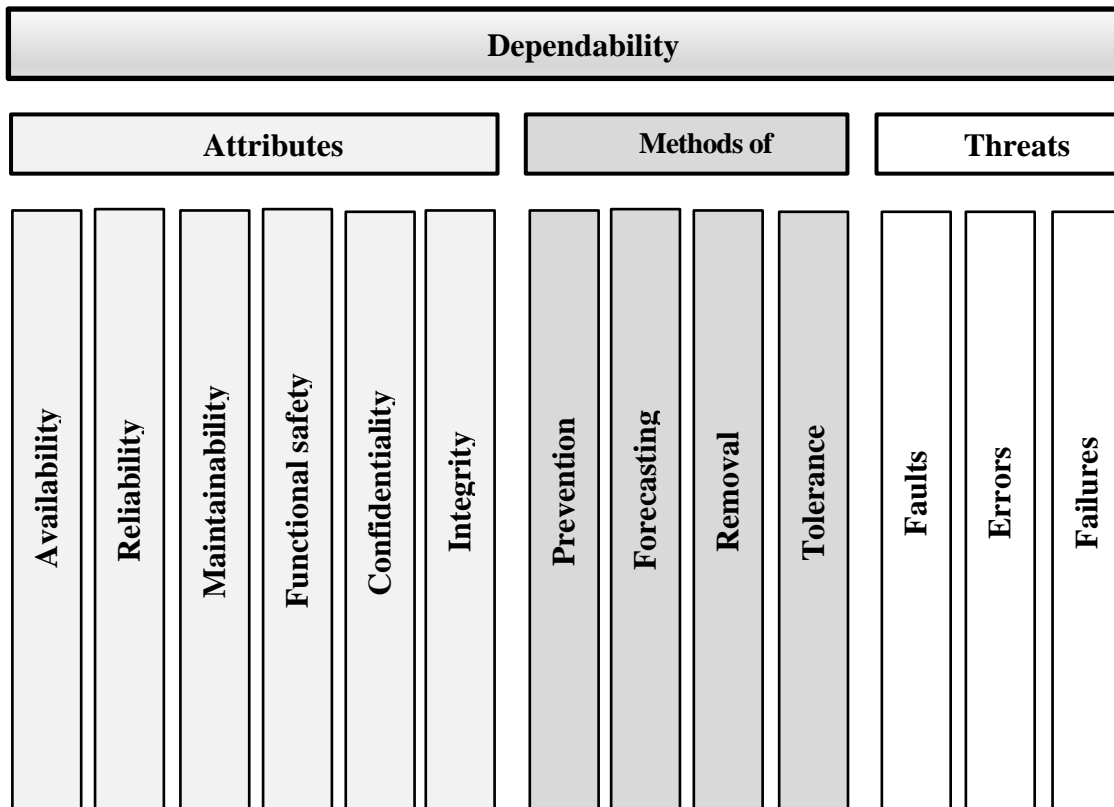 Dependability
Attributes
Methods of
Threats
Availability
Reliability
Maintainability
Functional safety
Confidentiality
Integrity
Prevention
Forecasting
Removal
Tolerance
Faults
Errors
Failures